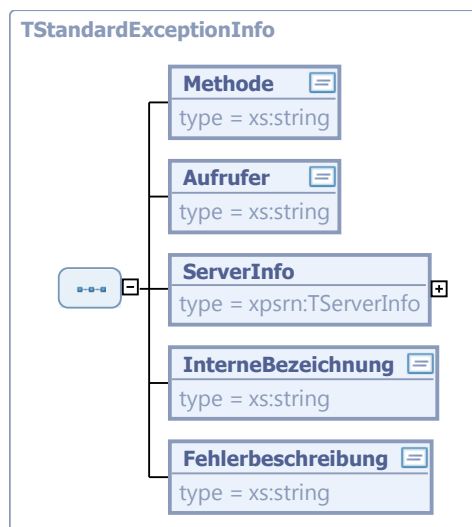 TStandardExceptionInfo
Methode
type = xs:string
Aufrufer
type = xs:string
ServerInfo
type = xpsrn:TServerInfo
InterneBezeichnung
type = xs:string
Fehlerbeschreibung
type = xs:string